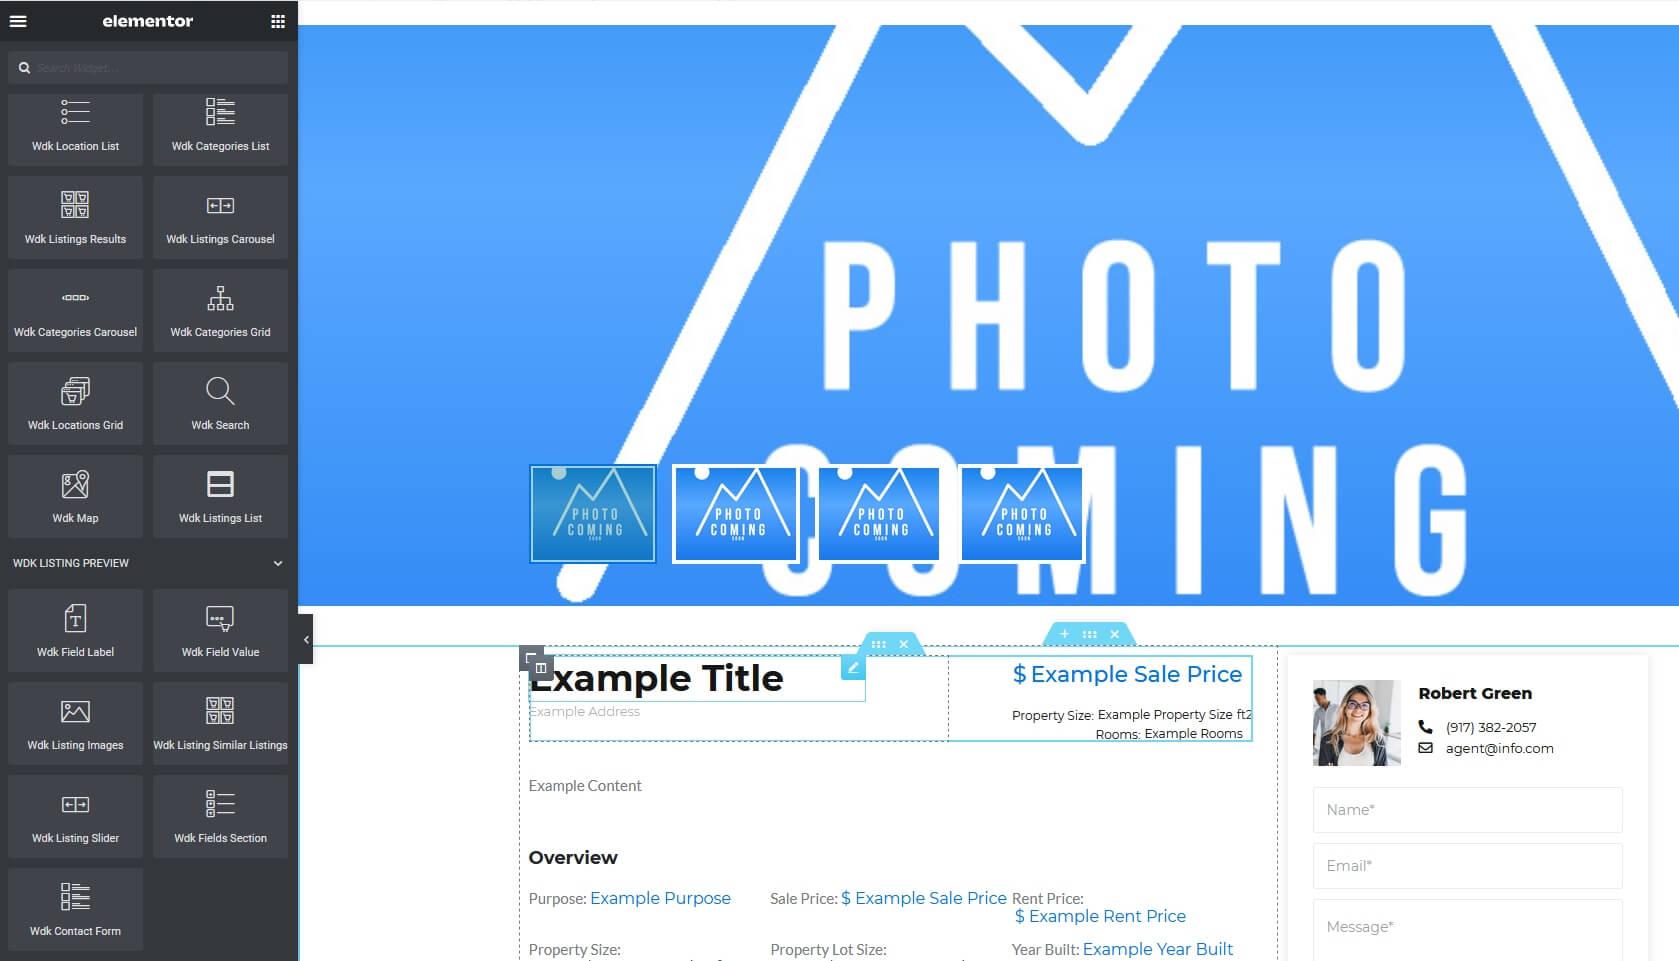 elementor
Search Widget...
Wdk Location List
Wdk Categories List
Wdk Listings Results
Wdk Listings Carousel
Wdk Categories Carousel
Wdk Categories Grid
Wdk Locations Grid
Wdk Search
Wdk Map
Wdk Listings List
WDK LISTING PREVIEW
Wdk Field Label
Wdk Field Value
Wdk Listing Images
Wdk Listing Similar Listings
Wdk Listing Slider
Wdk Fields Section
Wdk Contact Form
PHOTO
COMING
PHOTO
COMING
SOON
PHOTO
COMING
SOON
PHOTO
COMING
SOON
PHOTO
COMING
SOON
Example Title
Example Address
$ Example Sale Price
Property Size: Example Property Size ft2
Rooms: Example Rooms
Example Content
Overview
Purpose: Example Purpose
Sale Price: $ Example Sale Price
Rent Price:
$ Example Rent Price
Property Size:
Property Lot Size:
Year Built: Example Year Built
Robert Green
(917) 382-2057
agent@info.com
Name*
Email*
Message*